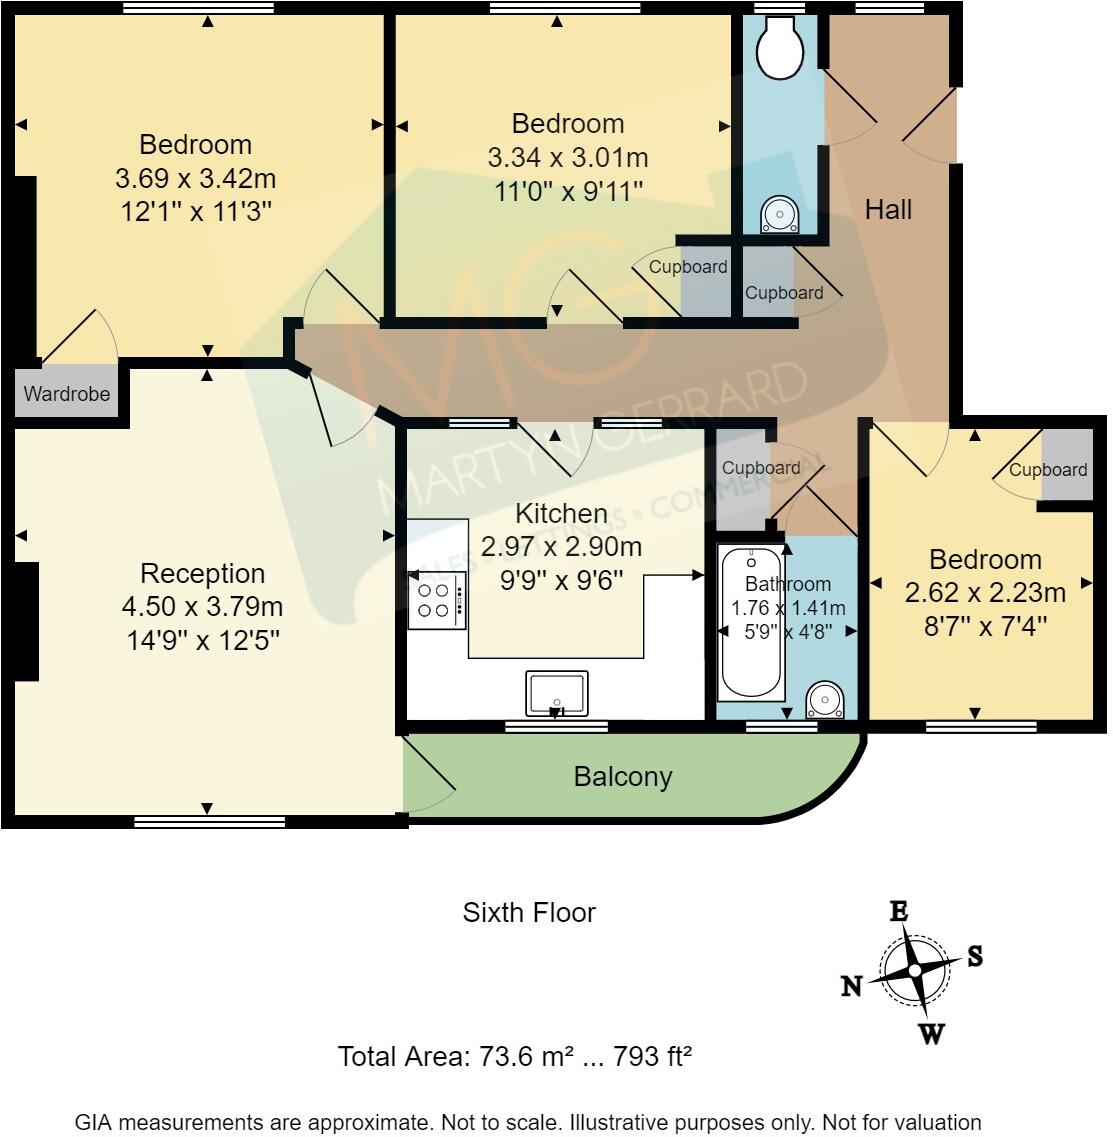 Bedroom
3.69 x 3.42m
12'1" x 11'3"
Bedroom
3.34 x 3.01m
11'0" x 9'11"
Hall
Cupboard
Cupboard
Wardrobe
MG
MARTYN GERRARD
SALES • LETTINGS • COMMERCIAL
Reception
4.50 x 3.79m
14'9" x 12'5"
Kitchen
2.97 x 2.90m
9'9" x 9'6"
Cupboard
Bathroom
1.76 x 1.41m
5'9" x 4'8"
Cupboard
Bedroom
2.62 x 2.23m
8'7" x 7'4"
Balcony
Sixth Floor
E
S
N
W
Total Area: 73.6 m² ... 793 ft²
GIA measurements are approximate. Not to scale. Illustrative purposes only. Not for valuation